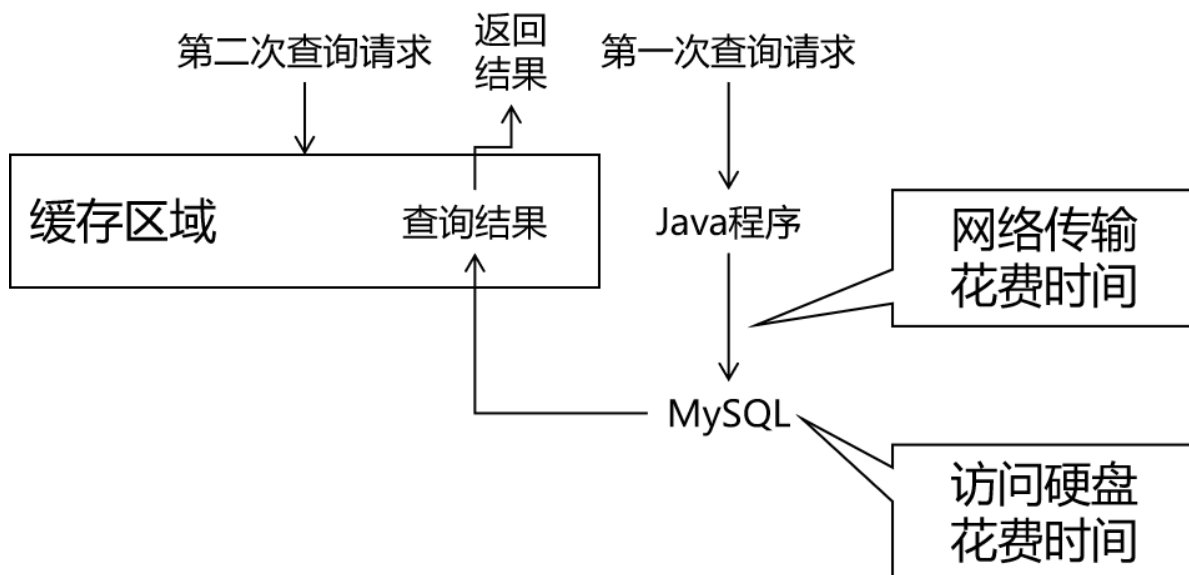 第二次查询请求
返回
结果
第一次查询请求
缓存区域
查询结果
Java程序
网络传输
花费时间
MySQL
访问硬盘
花费时间